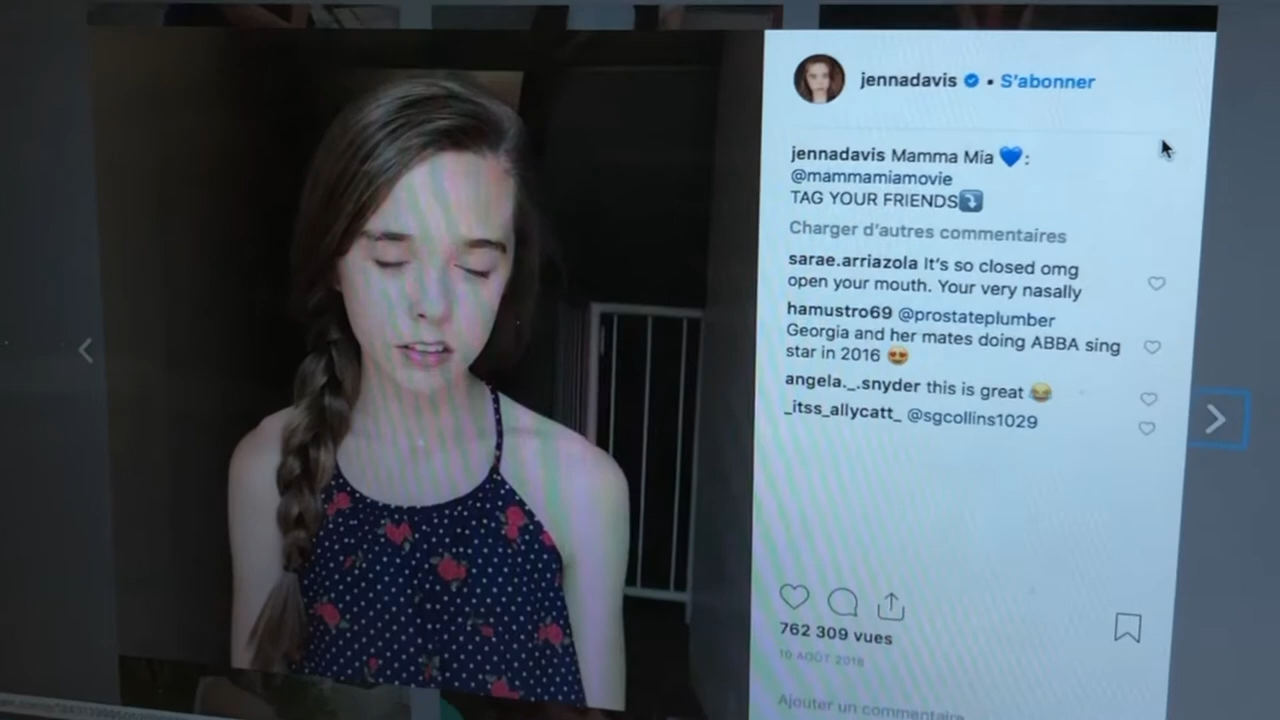 jennadavis • S'abonner
jennadavis Mamma Mia 💙:
@mammamiamovie
TAG YOUR FRIENDS⤵️
Charger d'autres commentaires
sarae.arriazola It's so closed omg
open your mouth. Your very nasally
hamustro69 @prostateplumber
Georgia and her mates doing ABBA sing
star in 2016 😍
angela._.snyder this is great 😂
_itss_allycatt_ @sgcollins1029
762 309 vues
10 AOÛT 2018
Ajouter un commentaire